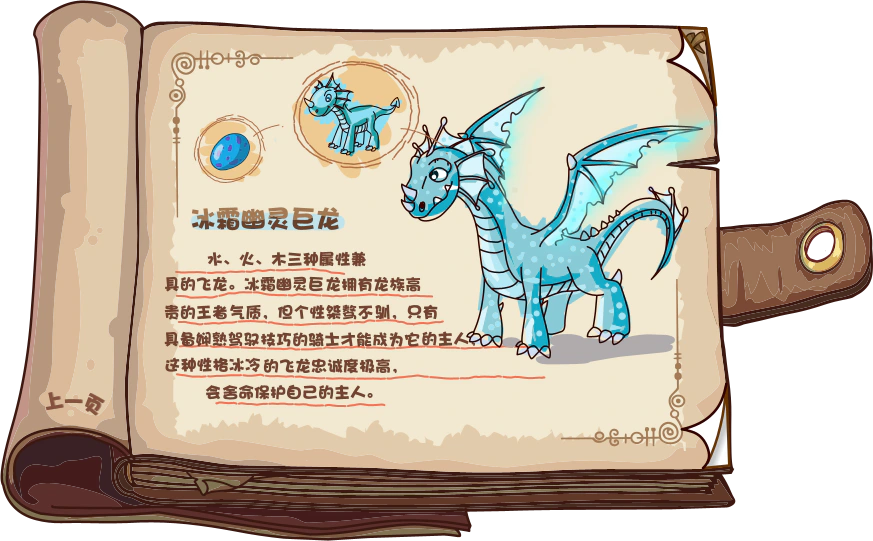 冰霜幽灵巨龙
水、火、木三种属性兼
具的飞龙。冰霜幽灵巨龙拥有龙族高
贵的王者气质，但个性桀骜不驯，只有
具备娴熟驾驭技巧的骑士才能成为它的主人。
这种性格冰冷的飞龙忠诚度极高，
会舍命保护自己的主人。
上一页